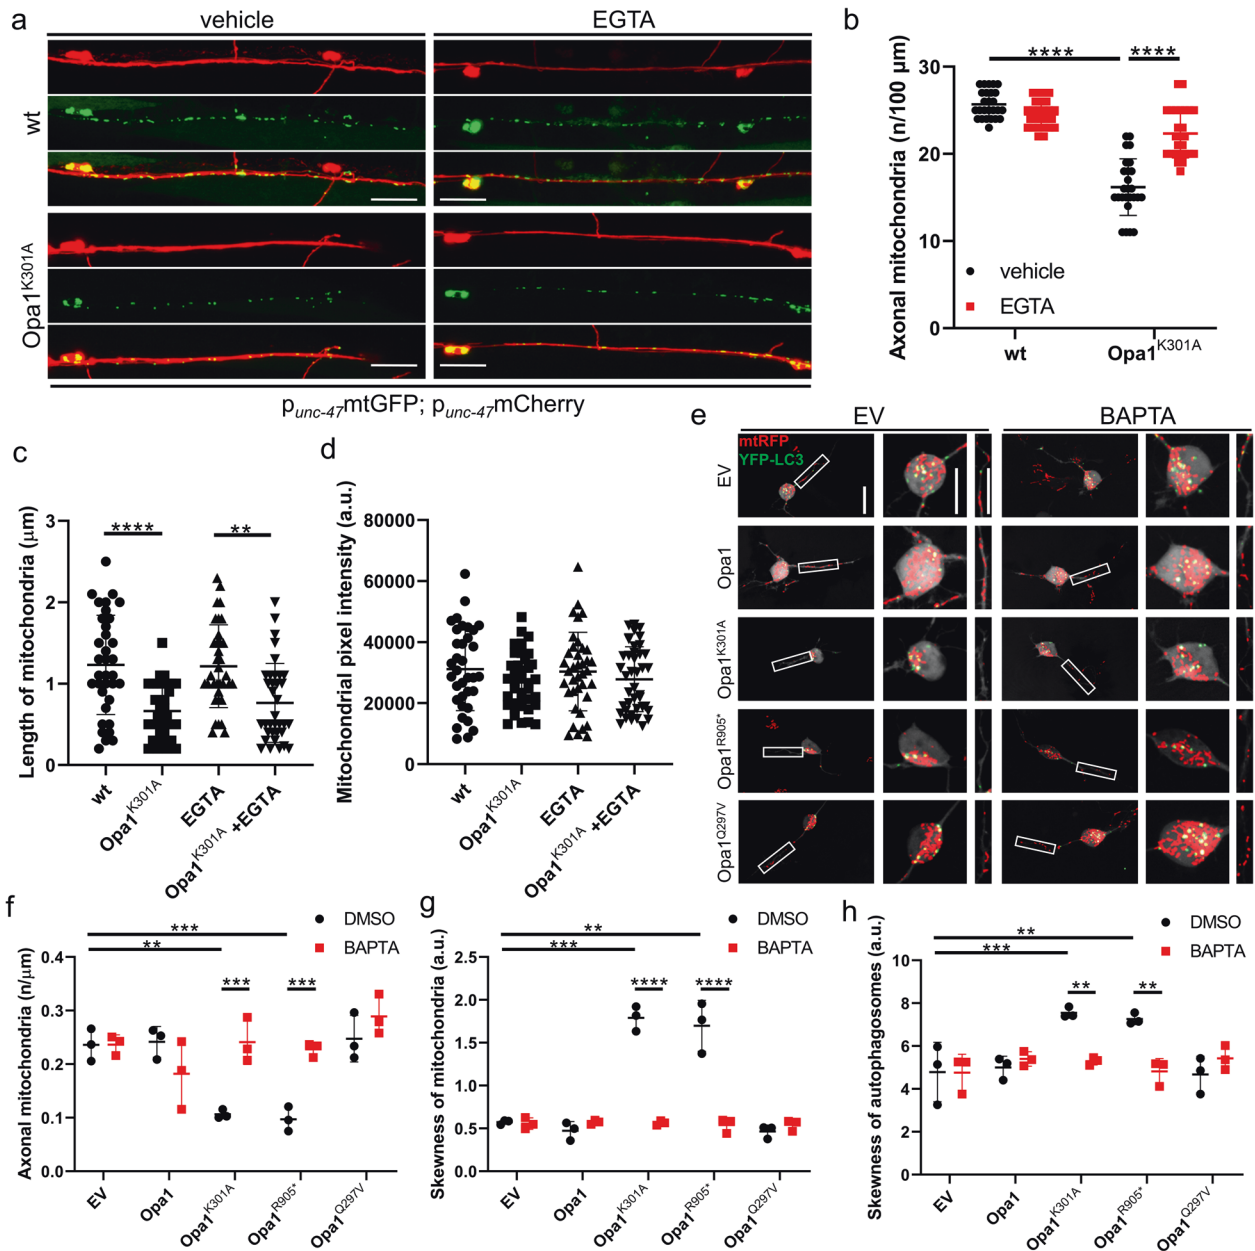 a
vehicle
EGTA
wt
Opa1K301A
punc-47mtGFP; punc-47mCherry
b
Axonal mitochondria (n/100 µm)
30
20
10
0
****
****
vehicle
EGTA
wt
Opa1K301A
c
Length of mitochondria (µm)
3
2
1
0
****
**
wt
Opa1K301A
EGTA
Opa1K301A +EGTA
d
Mitochondrial pixel intensity (a.u.)
80000
60000
40000
20000
0
wt
Opa1K301A
EGTA
Opa1K301A +EGTA
e
EV
BAPTA
mtRFP
YFP-LC3
EV
Opa1
Opa1K301A
Opa1R905*
Opa1Q297V
f
Axonal mitochondria (n/µm)
0.4
0.3
0.2
0.1
0.0
***
**
***
***
DMSO
BAPTA
EV
Opa1
Opa1K301A
Opa1R905*
Opa1Q297V
g
Skewness of mitochondria (a.u.)
2.5
2.0
1.5
1.0
0.5
0.0
**
***
****
****
DMSO
BAPTA
EV
Opa1
Opa1K301A
Opa1R905*
Opa1Q297V
h
Skewness of autophagosomes (a.u.)
10
8
6
4
2
0
**
***
**
**
DMSO
BAPTA
EV
Opa1
Opa1K301A
Opa1R905*
Opa1Q297V